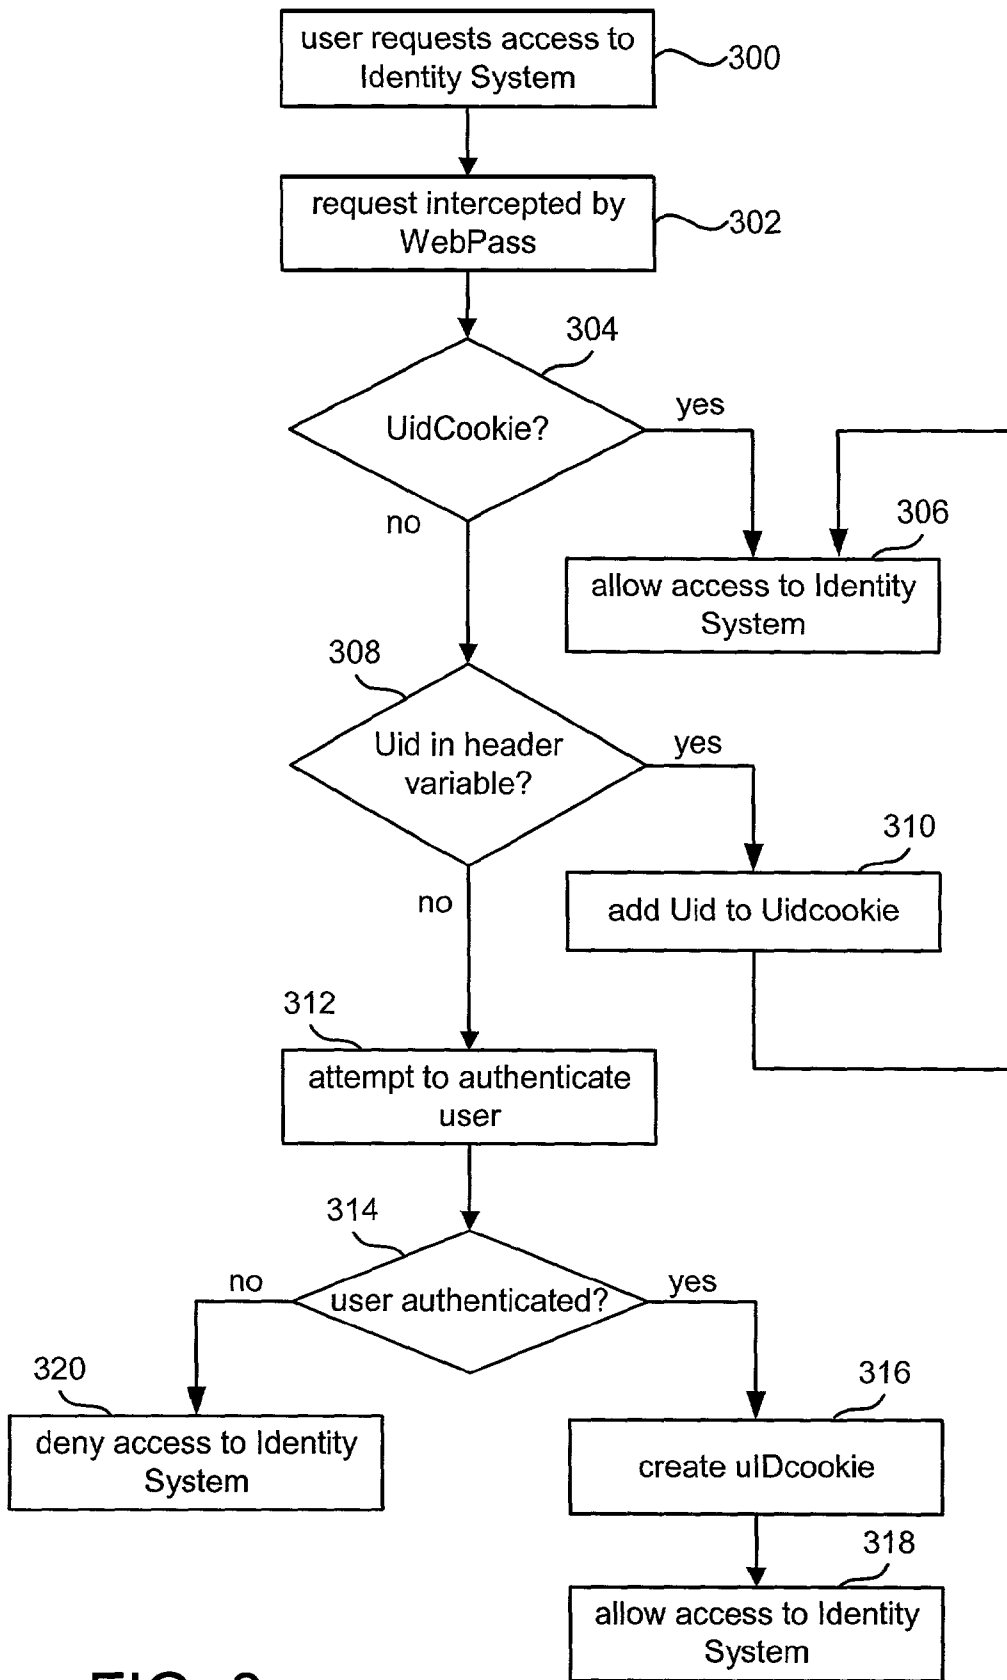 user requests access to
Identity System
300
request intercepted by
WebPass
302
304
UidCookie?
yes
no
306
allow access to Identity
System
308
Uid in header
variable?
yes
no
310
add Uid to Uidcookie
312
attempt to authenticate
user
314
user authenticated?
no
yes
320
deny access to Identity
System
316
create uIDcookie
318
allow access to Identity
System
FIG.